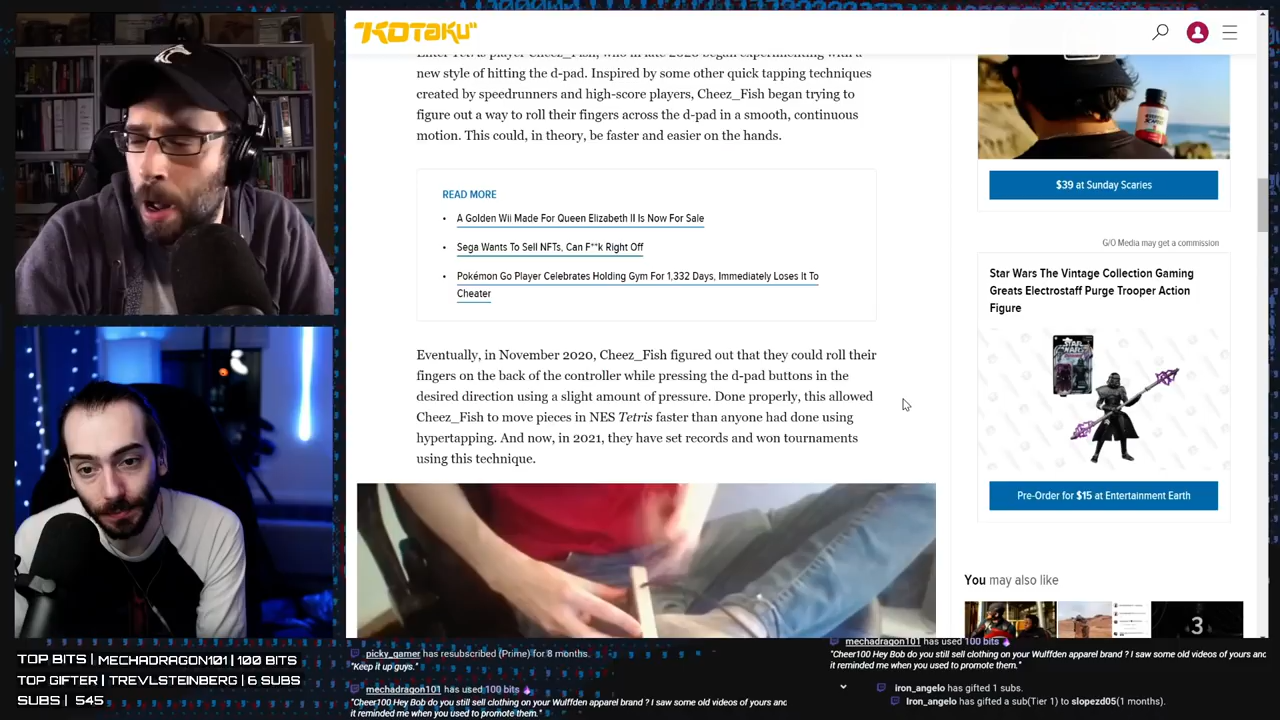 KOTAKU
Enter Tetris player Cheez_Fish, who in late 2020 began experimenting with a
new style of hitting the d-pad. Inspired by some other quick tapping techniques
created by speedrunners and high-score players, Cheez_Fish began trying to
figure out a way to roll their fingers across the d-pad in a smooth, continuous
motion. This could, in theory, be faster and easier on the hands.
READ MORE
• A Golden Wii Made For Queen Elizabeth II Is Now For Sale
• Sega Wants To Sell NFTs, Can F**k Right Off
• Pokémon Go Player Celebrates Holding Gym For 1,332 Days, Immediately Loses It To
Cheater
Eventually, in November 2020, Cheez_Fish figured out that they could roll their
fingers on the back of the controller while pressing the d-pad buttons in the
desired direction using a slight amount of pressure. Done properly, this allowed
Cheez_Fish to move pieces in NES Tetris faster than anyone had done using
hypertapping. And now, in 2021, they have set records and won tournaments
using this technique.
$39 at Sunday Scaries
G/O Media may get a commission
Star Wars The Vintage Collection Gaming
Greats Electrostaff Purge Trooper Action
Figure
STAR WARS
Pre-Order for $15 at Entertainment Earth
You may also like
3
TOP BITS | MECHADRAGON101 | 100 BITS
TOP GIFTER | TREVLSTEINBERG | 6 SUBS
SUBS | 545
picky_gamer has resubscribed (Prime) for 8 months.
"Keep it up guys."
mechadragon101 has used 100 bits
"Cheer100 Hey Bob do you still sell clothing on your Wulffden apparel brand ? I saw some old videos of yours and
it reminded me when you used to promote them."
mechadragon101 has used 100 bits
"Cheer100 Hey Bob do you still sell clothing on your Wulffden apparel brand ? I saw some old videos of yours and
it reminded me when you used to promote them."
iron_angelo has gifted 1 subs.
Iron_angelo has gifted a sub(Tier 1) to slopezd05(1 months).